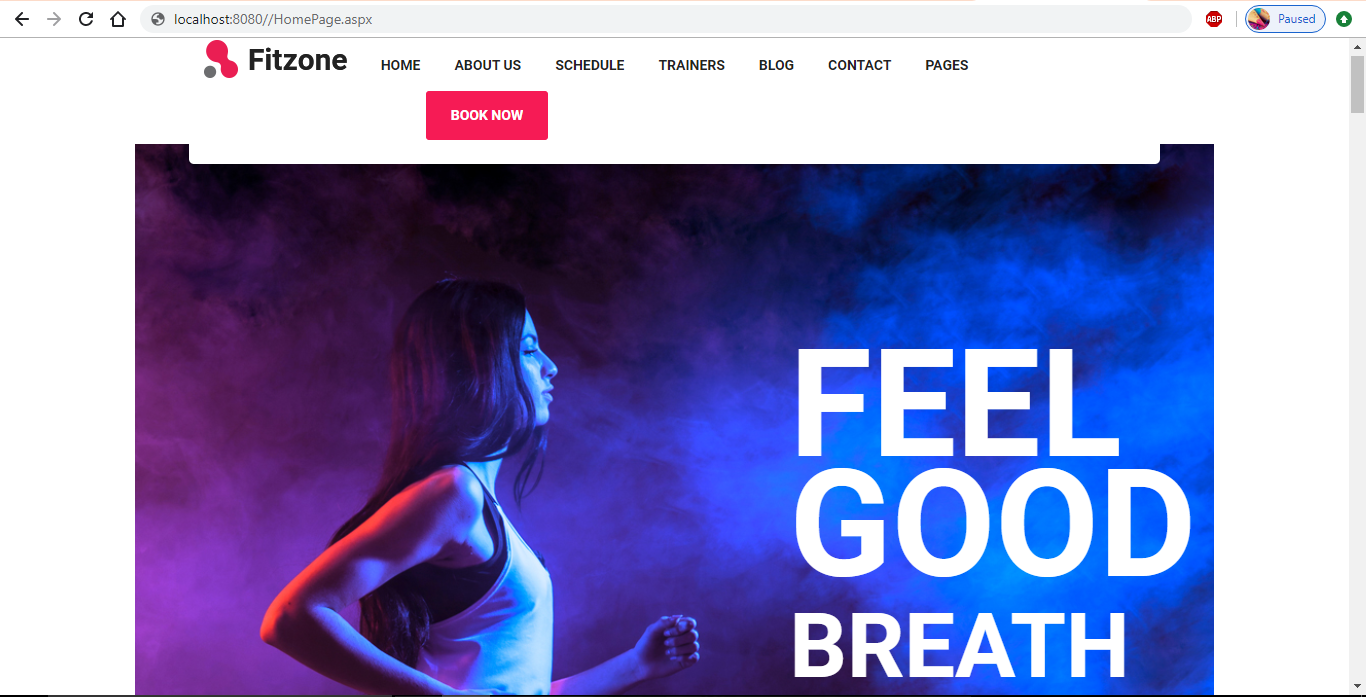 localhost:8080//HomePage.aspx
ABP
Paused
Fitzone
HOME ABOUT US SCHEDULE TRAINERS BLOG CONTACT PAGES
BOOK NOW
FEEL
GOOD
BREATH